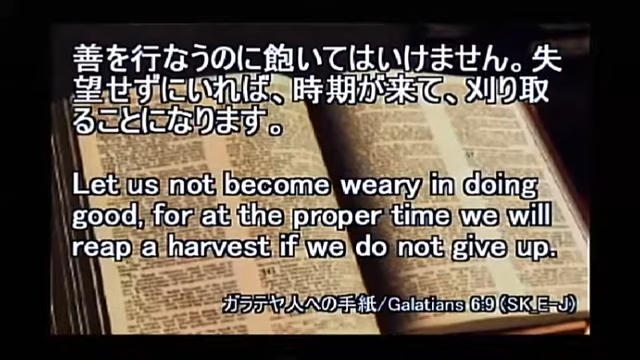 善を行なうのに飽いてはいけません。失
望せずにいれば、時期が来て、刈り取
ることになります。
Let us not become weary in doing
good, for at the proper time we will
reap a harvest if we do not give up.
ガラテヤ人への手紙/Galatians 6:9(SK_E-J)